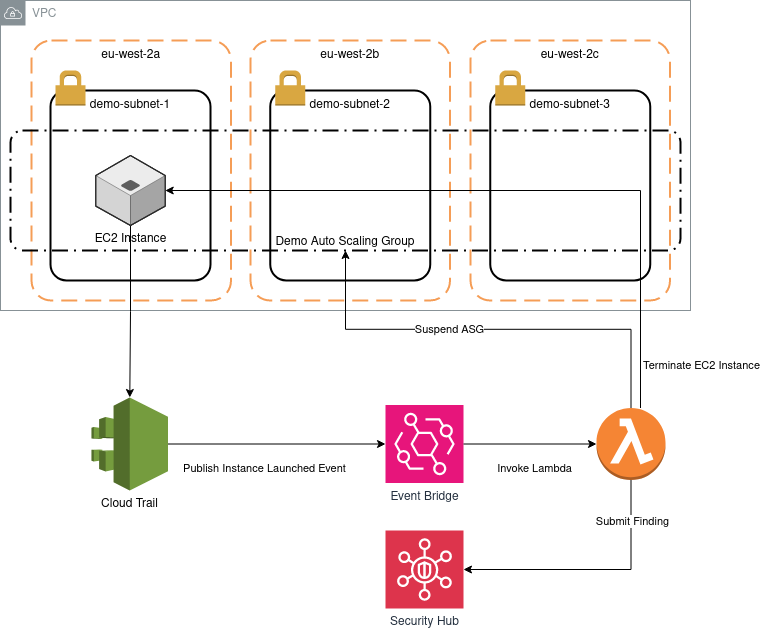 VPC
eu-west-2a
eu-west-2b
eu-west-2c
demo-subnet-1
demo-subnet-2
demo-subnet-3
EC2 Instance
Demo Auto Scaling Group
Suspend ASG
Terminate EC2 Instance
Publish Instance Launched Event
Invoke Lambda
Cloud Trail
Event Bridge
Submit Finding
Security Hub